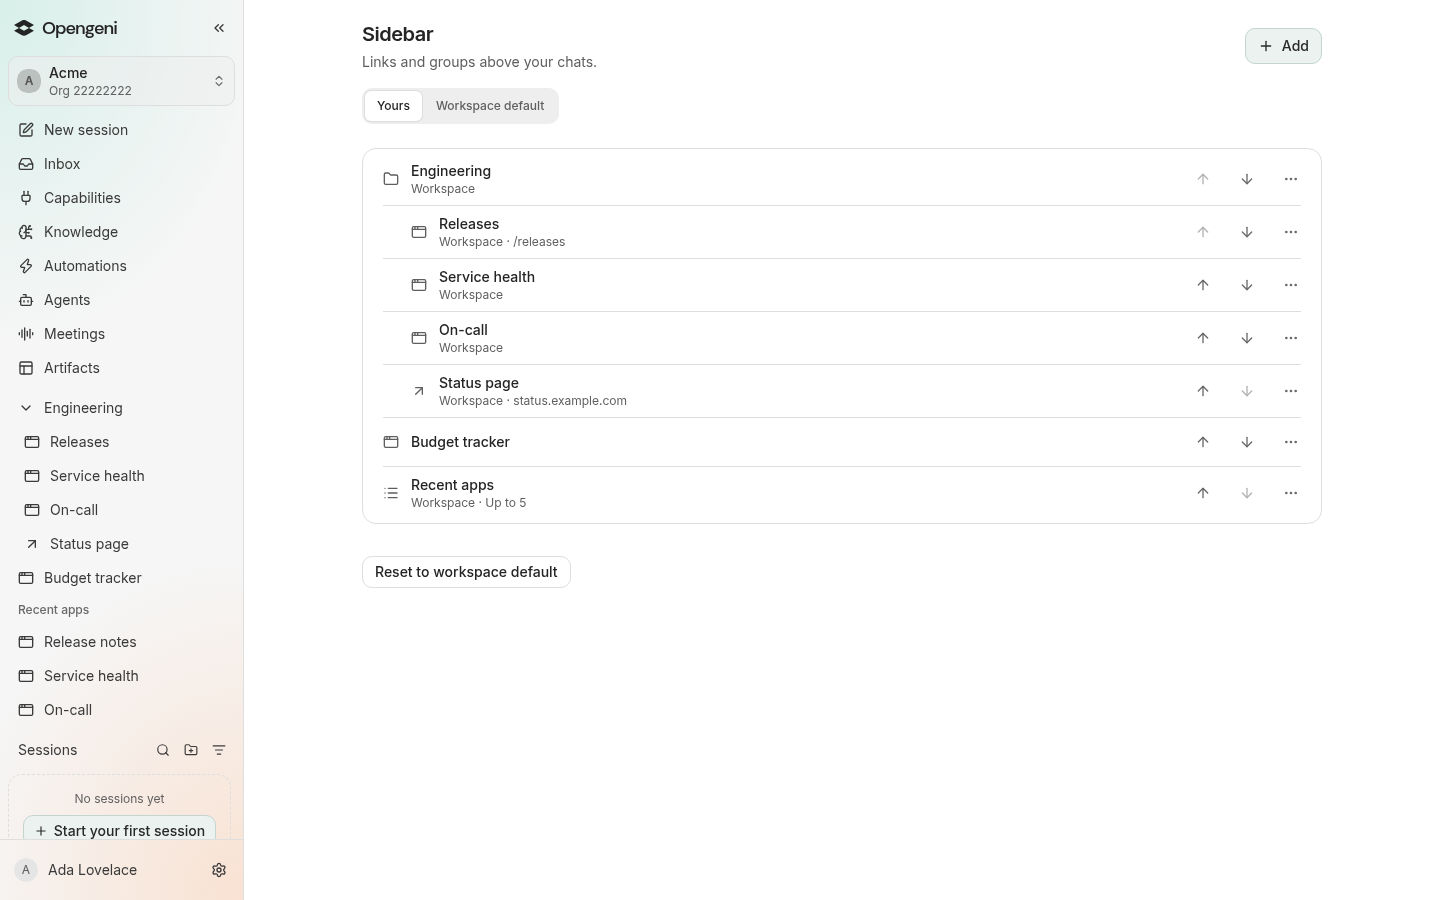 Opengeni
A
Acme
Org 22222222
New session
Inbox
Capabilities
Knowledge
Automations
Agents
Meetings
Artifacts
Engineering
Releases
Service health
On-call
Status page
Budget tracker
Recent apps
Release notes
Service health
On-call
Sessions
No sessions yet
Start your first session
A
Ada Lovelace
Sidebar
Links and groups above your chats.
Add
Yours
Workspace default
Engineering
Workspace
Releases
Workspace · /releases
Service health
Workspace
On-call
Workspace
Status page
Workspace · status.example.com
Budget tracker
Recent apps
Workspace · Up to 5
Reset to workspace default